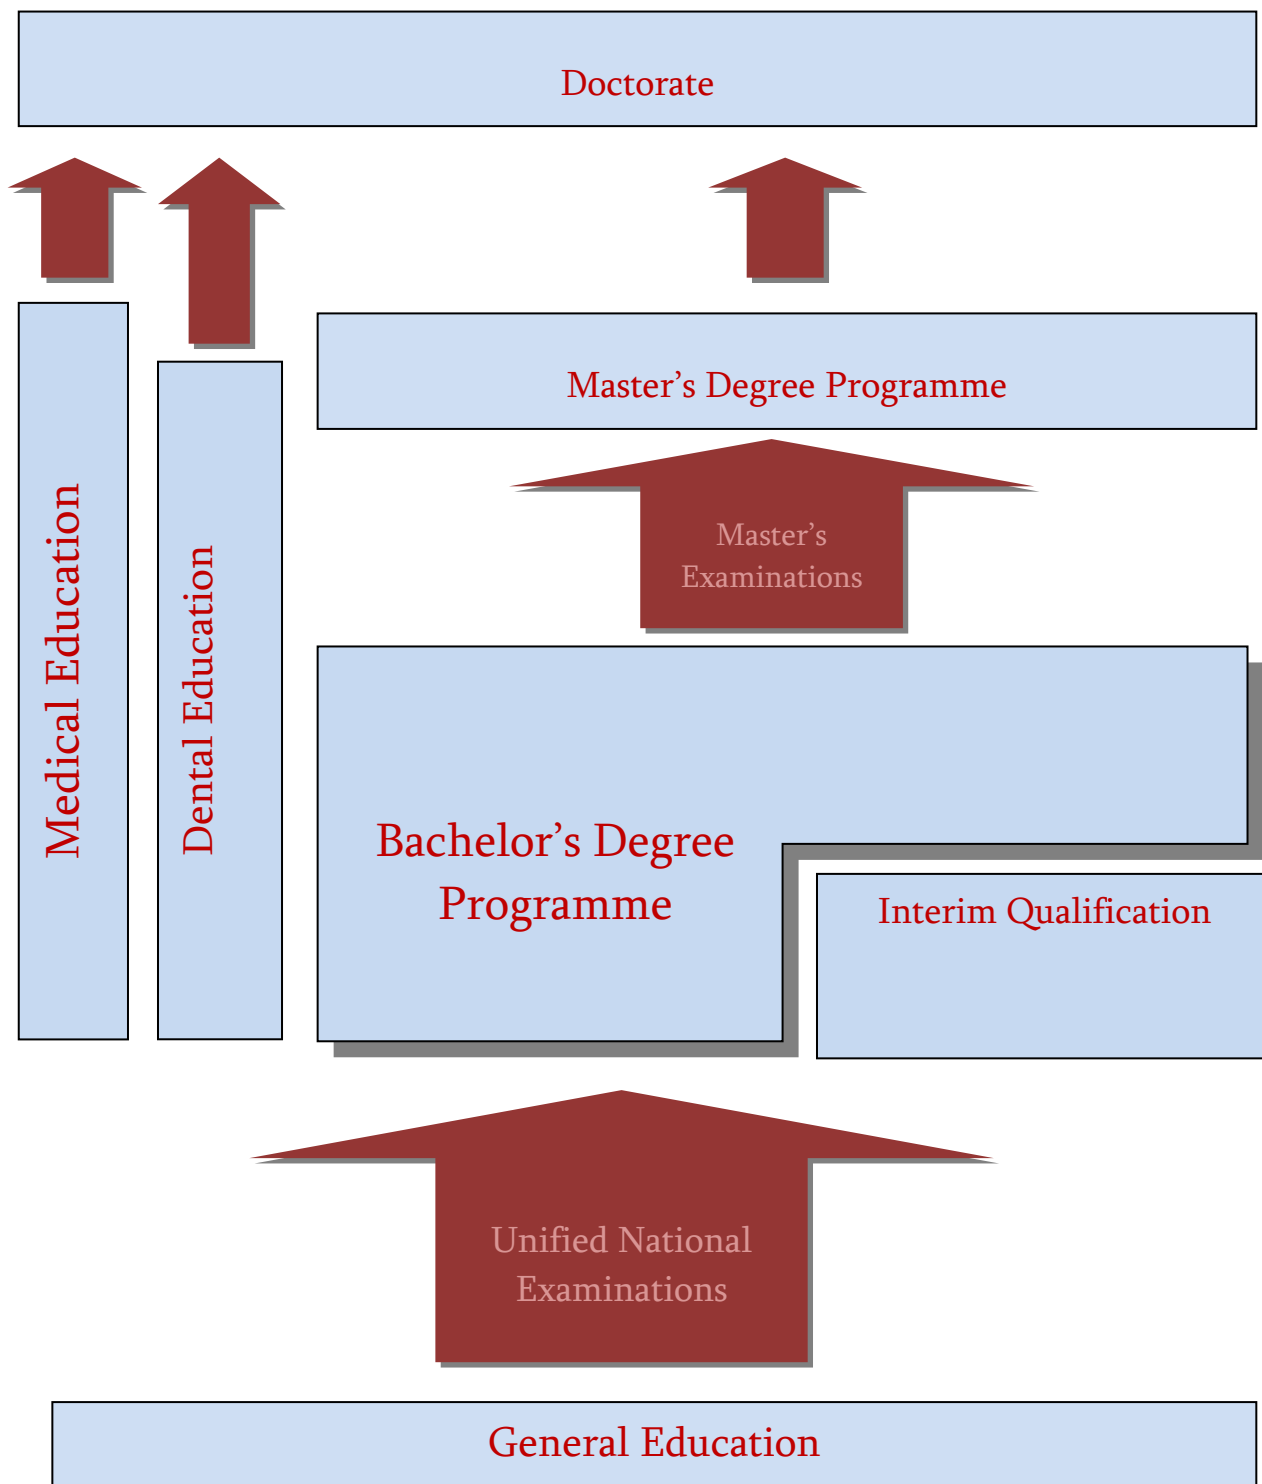 Doctorate
Master’s Degree Programme
Master’s
Examinations
Medical Education
Dental Education
Bachelor’s Degree
Programme
Interim Qualification
Unified National
Examinations
General Education